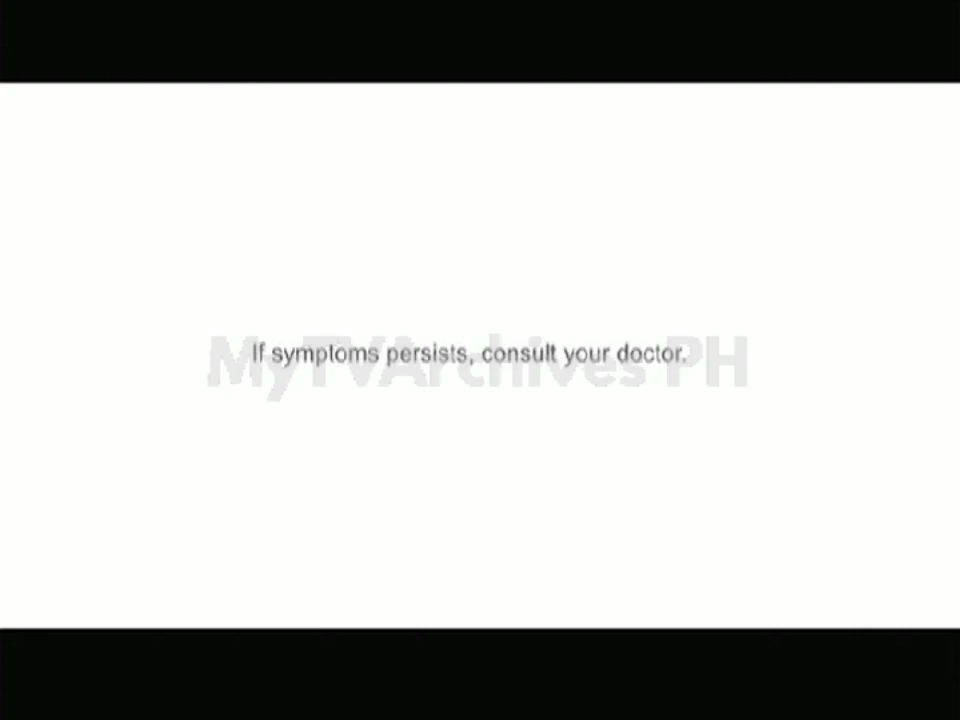 If symptoms persists, consult your doctor.
MyTVArchives PH